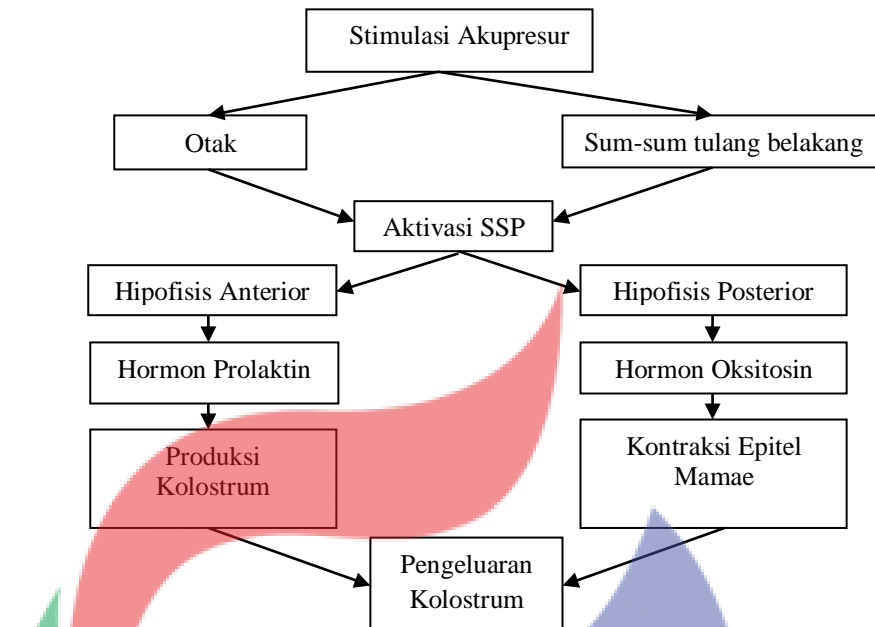 Stimulasi Akupresur
Otak
Sum-sum tulang belakang
Aktivasi SSP
Hipofisis Anterior
Hipofisis Posterior
Hormon Prolaktin
Hormon Oksitosin
Produksi
Kolostrum
Kontraksi Epitel
Mamae
Pengeluaran
Kolostrum